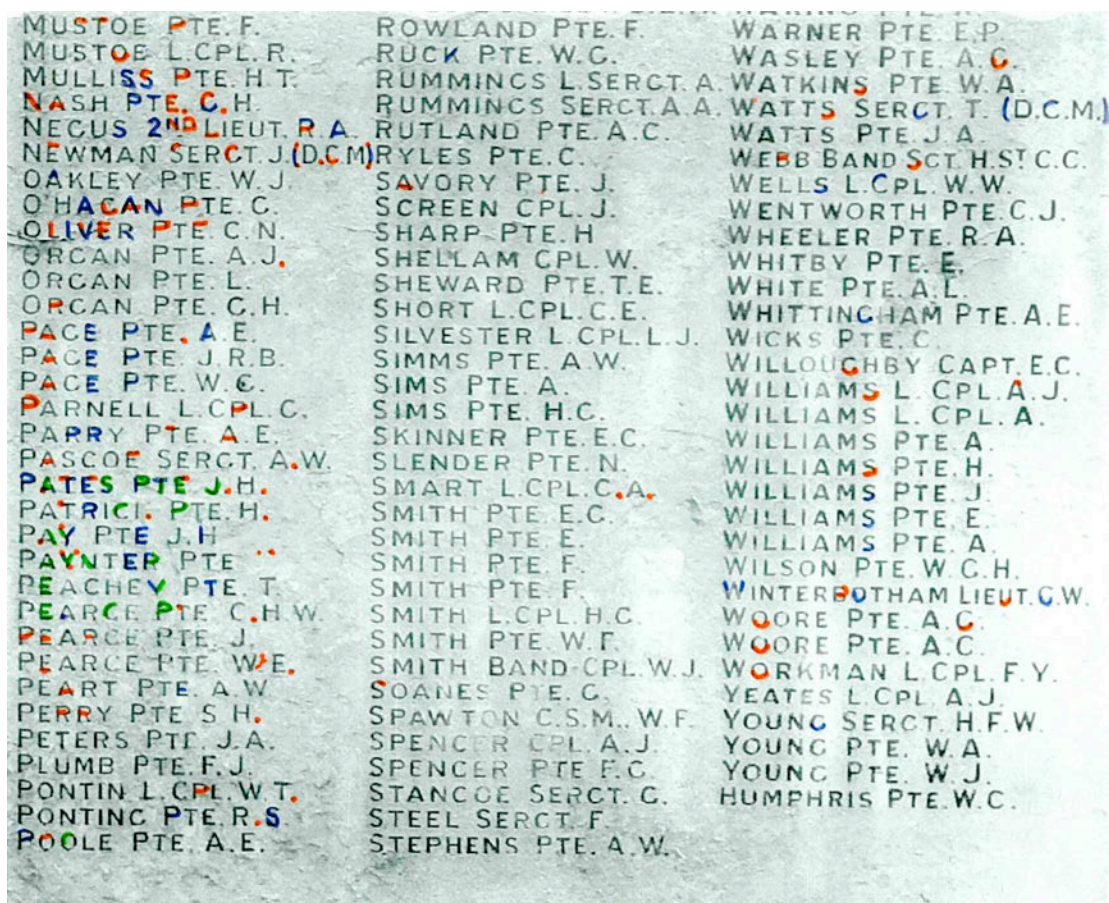 MUSTOE PTE. F.
MUSTOE L.CPL. R.
MULLISS PTE. H.T.
NASH PTE. C.H.
NEGUS 2ND LIEUT. R.A.
NEWMAN SERGT. J. (D.C.M)
OAKLEY PTE. W.J.
O'HAGAN PTE. G.
OLIVER PTE. C.N.
ORGAN PTE. A.J.
ORGAN PTE. L.
ORGAN PTE. C.H.
PAGE PTE. A.E.
PAGE PTE. J.R.B.
PAGE PTE. W.G.
PARNELL L.CPL. C.
PARRY PTE. A.E.
PASCOE SERGT. A.W.
PATES PTE J.H.
PATRICK PTE. H.
PAY PTE J.H
PAYNTER PTE
PEACHEY PTE. T.
PEARCE PTE C.H.W.
PEARCE PTE. J.
PEARCE PTE W.E.
PEART PTE. A.W.
PERRY PTE S.H.
PETERS PTE. J.A.
PLUMB PTE. F.J.
PONTIN L.CPL. W.T.
PONTING PTE. R.S.
POOLE PTE. A.E.
ROWLAND PTE. F.
RUCK PTE. W.G.
RUMMINGS L.SERGT. A.
RUMMINGS SERGT. A.A.
RUTLAND PTE. A.C.
RYLES PTE. C.
SAVORY PTE. J.
SCREEN CPL. J.
SHARP PTE. H
SHELLAM CPL. W.
SHEWARD PTE. T.E.
SHORT L.CPL. C.E.
SILVESTER L.CPL. L.J.
SIMMS PTE. A.W.
SIMS PTE. A.
SIMS PTE. H.C.
SKINNER PTE. E.C.
SLENDER PTE. N.
SMART L.CPL. C.A.
SMITH PTE. E.C.
SMITH PTE. E.
SMITH PTE. F.
SMITH PTE. F.
SMITH L.CPL. H.C.
SMITH PTE. W.F.
SMITH BAND-CPL. W.J.
SOANES PTE. G.
SPAWTON C.S.M. W.F.
SPENCER CPL. A.J.
SPENCER PTE F.C.
STANCOE SERGT. G.
STEEL SERGT. F.
STEPHENS PTE. A.W.
WARNER PTE. E.P.
WASLEY PTE. A.G.
WATKINS PTE. W.A.
WATTS SERGT. T. (D.C.M.)
WATTS PTE. J.A.
WEBB BAND SGT. H.ST C.C.
WELLS L.CPL. W.W.
WENTWORTH PTE. C.J.
WHEELER PTE. R.A.
WHITBY PTE. E.
WHITE PTE. A.L.
WHITTINGHAM PTE. A.E.
WICKS PTE. C.
WILLOUGHBY CAPT. E.C.
WILLIAMS L. CPL. A.J.
WILLIAMS L. CPL. A.
WILLIAMS PTE. A.
WILLIAMS PTE. H.
WILLIAMS PTE. J.
WILLIAMS PTE. E.
WILLIAMS PTE. A.
WILSON PTE. W.C.H.
WINTERBOTHAM LIEUT. C.W.
WOORE PTE. A.G.
WOORE PTE. A.C.
WORKMAN L.CPL. F.Y.
YEATES L.CPL. A.J.
YOUNG SERGT. H.F.W.
YOUNG PTE. W.A.
YOUNG PTE. W.J.
HUMPHRIS PTE. W.C.